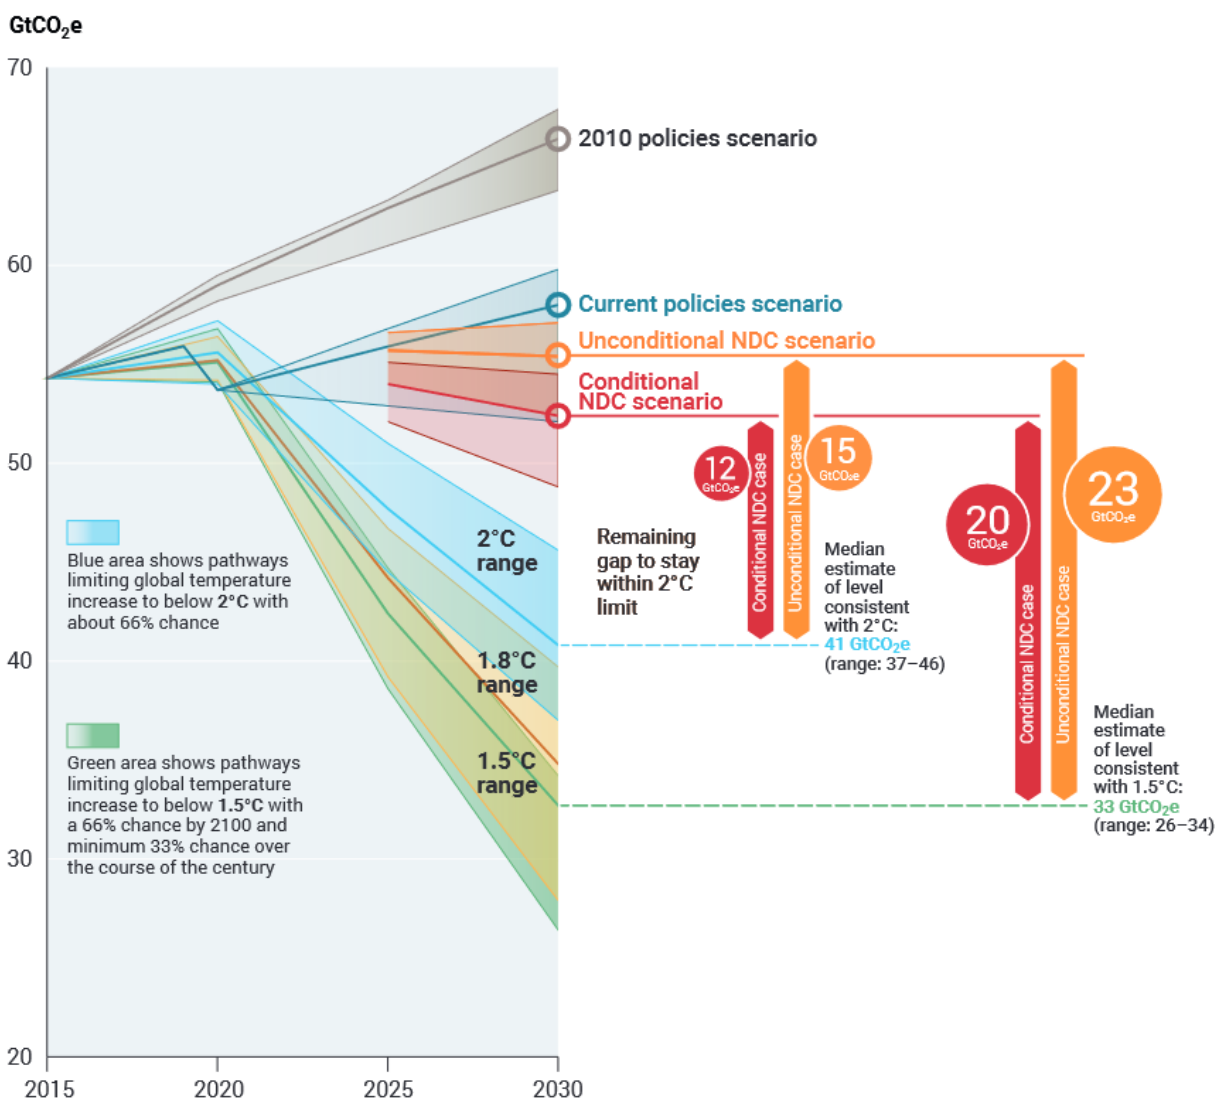 GtCO₂e
70
60
50
40
30
20
2015
2020
2025
2030
2010 policies scenario
Current policies scenario
Unconditional NDC scenario
Conditional
NDC scenario
2°C
range
1.8°C
range
1.5°C
range
Blue area shows pathways
limiting global temperature
increase to below 2°C with
about 66% chance
Green area shows pathways
limiting global temperature
increase to below 1.5°C with
a 66% chance by 2100 and
minimum 33% chance over
the course of the century
Remaining
gap to stay
within 2°C
limit
12
GtCO₂e
Conditional NDC case
Unconditional NDC case
15
GtCO₂e
Median
estimate
of level
consistent
with 2°C:
41 GtCO₂e
(range: 37–46)
20
GtCO₂e
Conditional NDC case
Unconditional NDC case
23
GtCO₂e
Median
estimate
of level
consistent
with 1.5°C:
33 GtCO₂e
(range: 26–34)